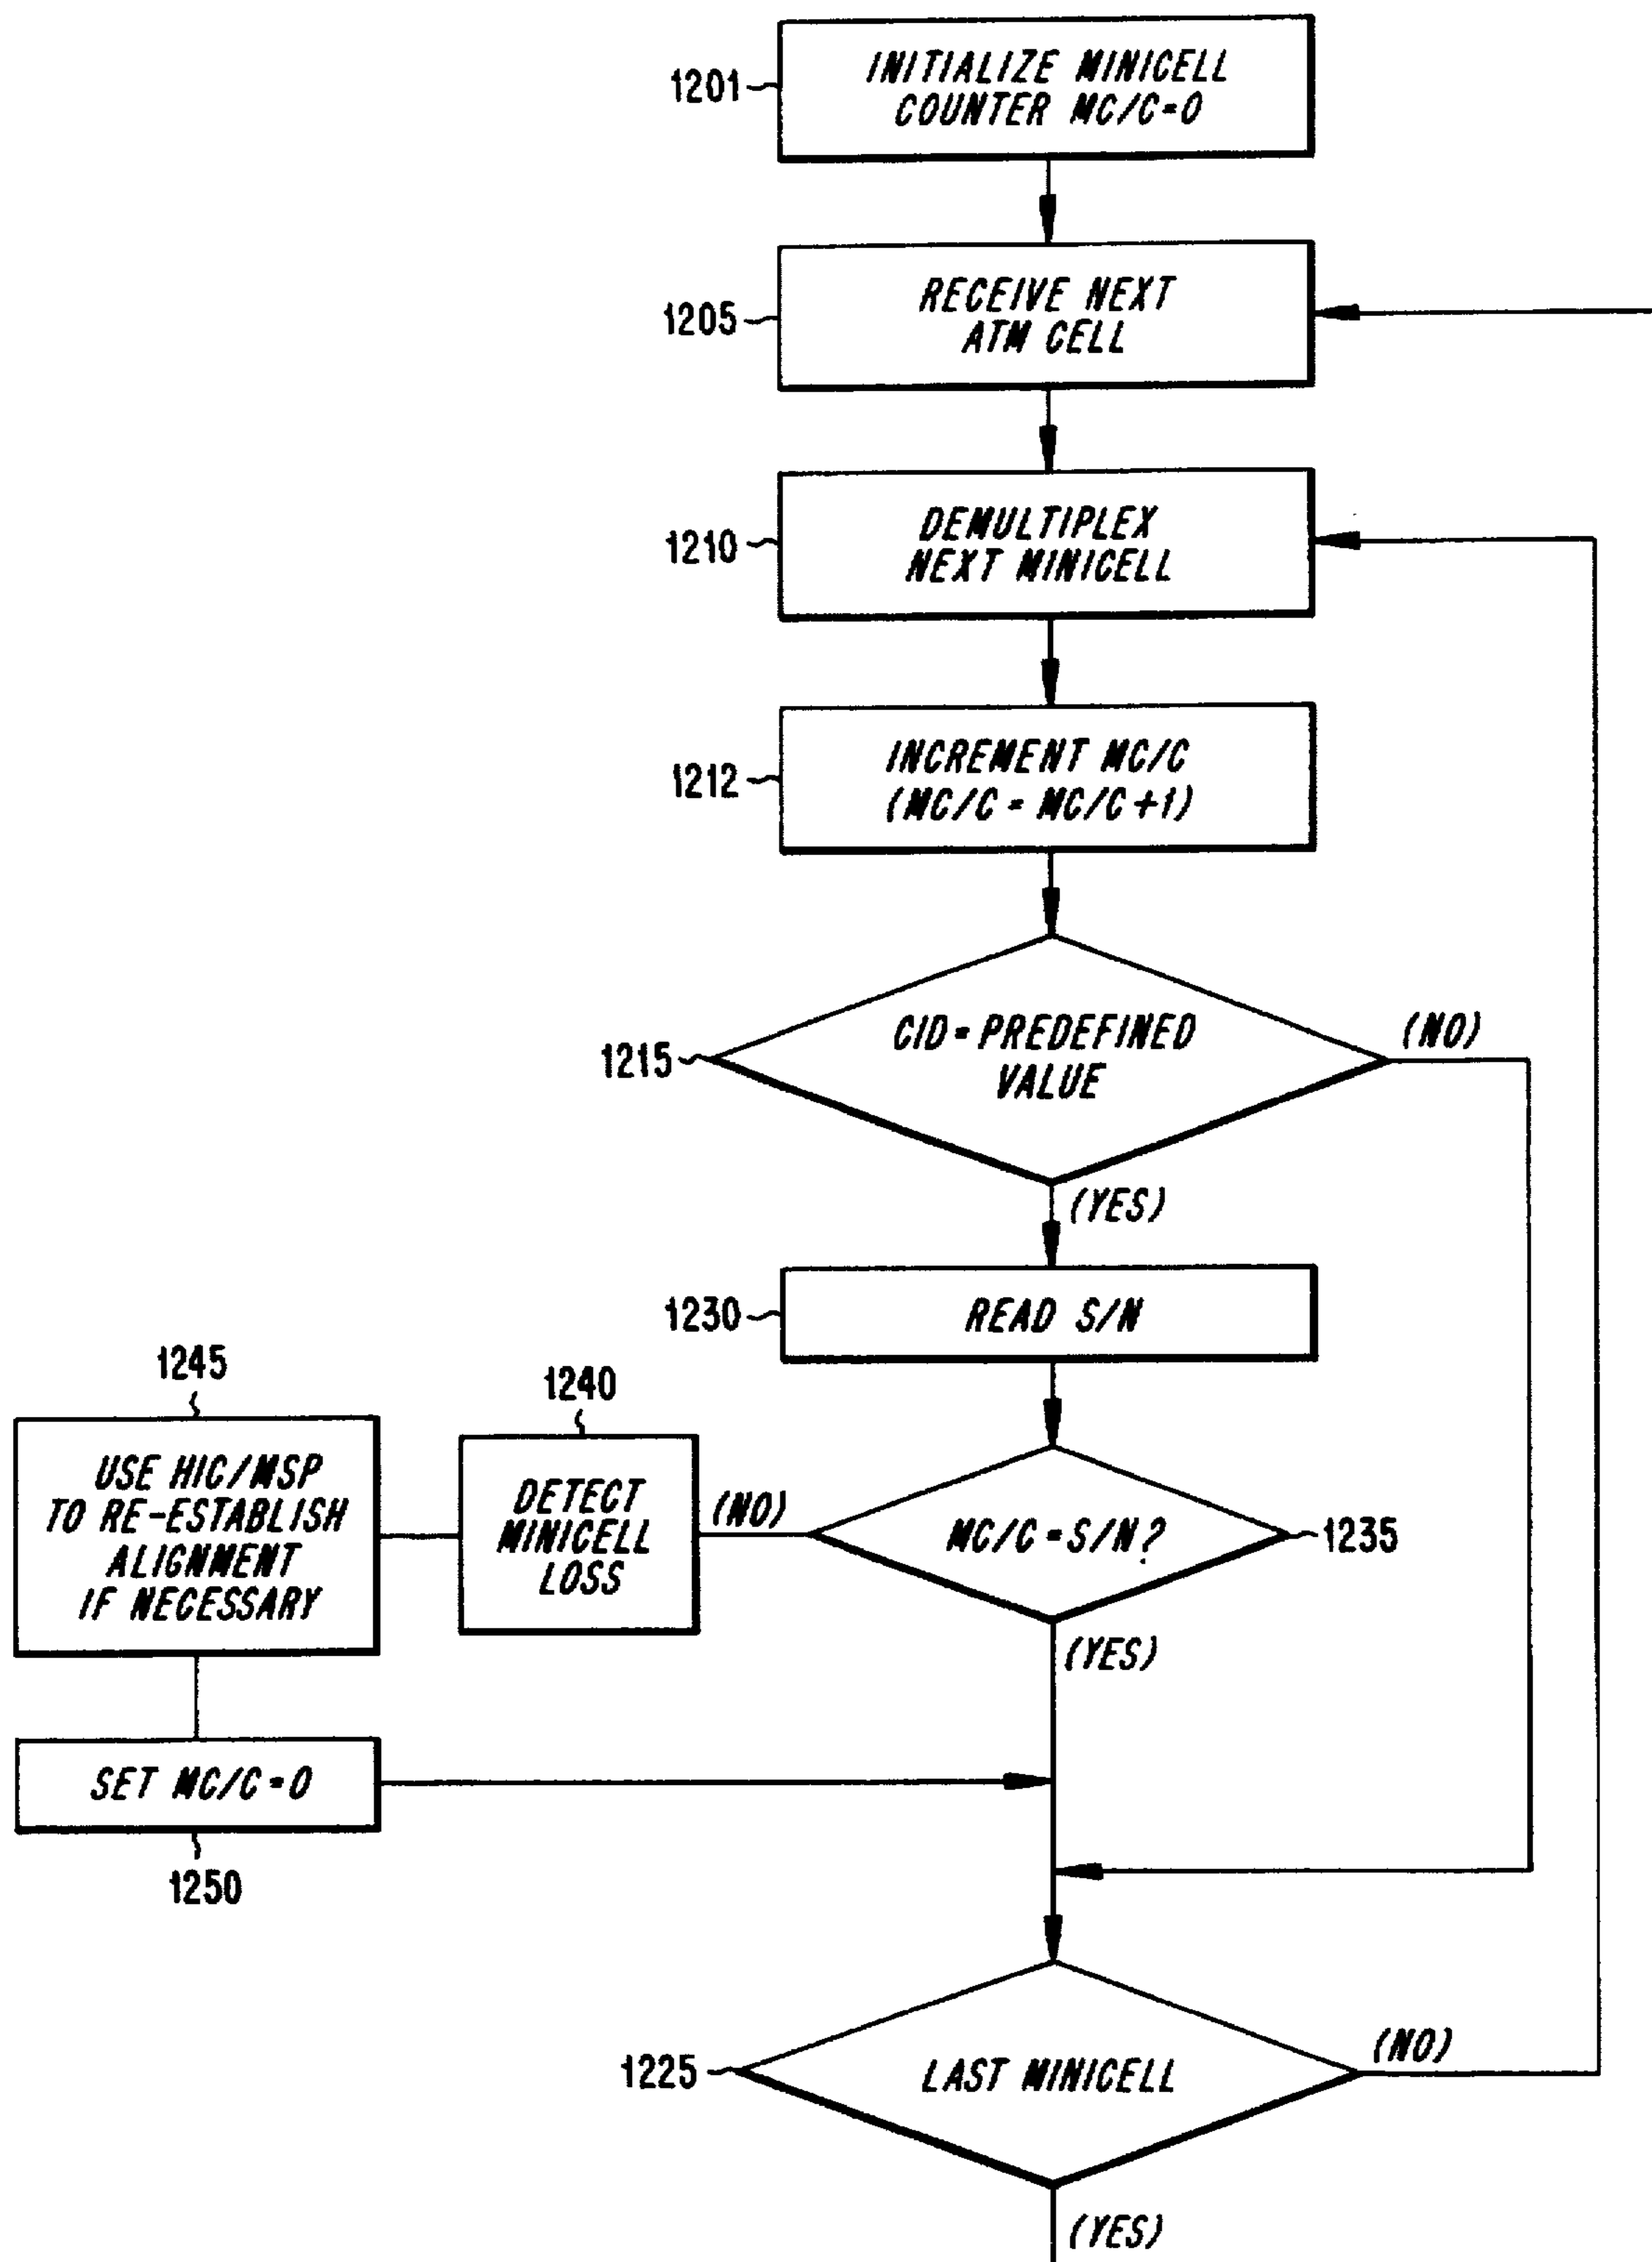 1201
INITIALIZE MINICELL
COUNTER MC/C=0
1205
RECEIVE NEXT
ATM CELL
1210
DEMULTIPLEX
NEXT MINICELL
1212
INCREMENT MC/C
(MC/C = MC/C+1)
1215
CID=PREDEFINED
VALUE
(NO)
(YES)
1230
READ S/N
1245
USE HIC/MSP
TO RE-ESTABLISH
ALIGNMENT
IF NECESSARY
1240
DETECT
MINICELL
LOSS
(NO)
MC/C=S/N?
1235
(YES)
SET MC/C=0
1250
1225
LAST MINICELL
(NO)
(YES)